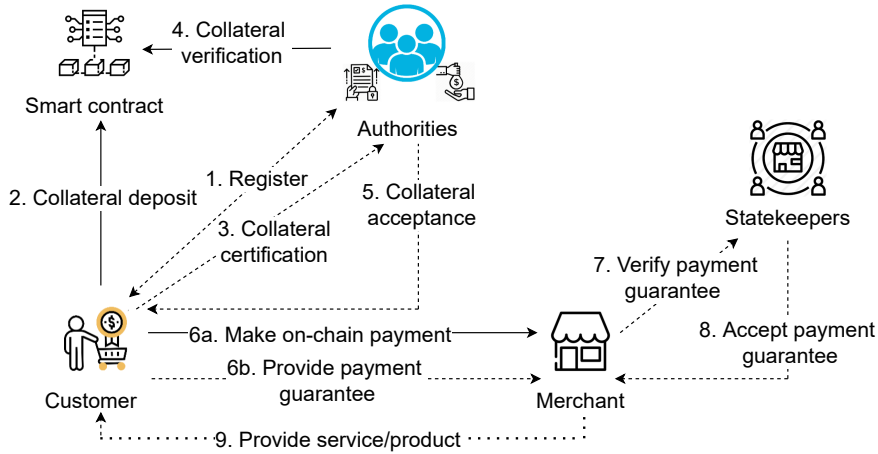 4. Collateral
verification
Smart contract
Authorities
1. Register
2. Collateral deposit
5. Collateral
acceptance
3. Collateral
certification
Statekeepers
7. Verify payment
guarantee
6a. Make on-chain payment
8. Accept payment
guarantee
6b. Provide payment
guarantee
Customer
Merchant
9. Provide service/product